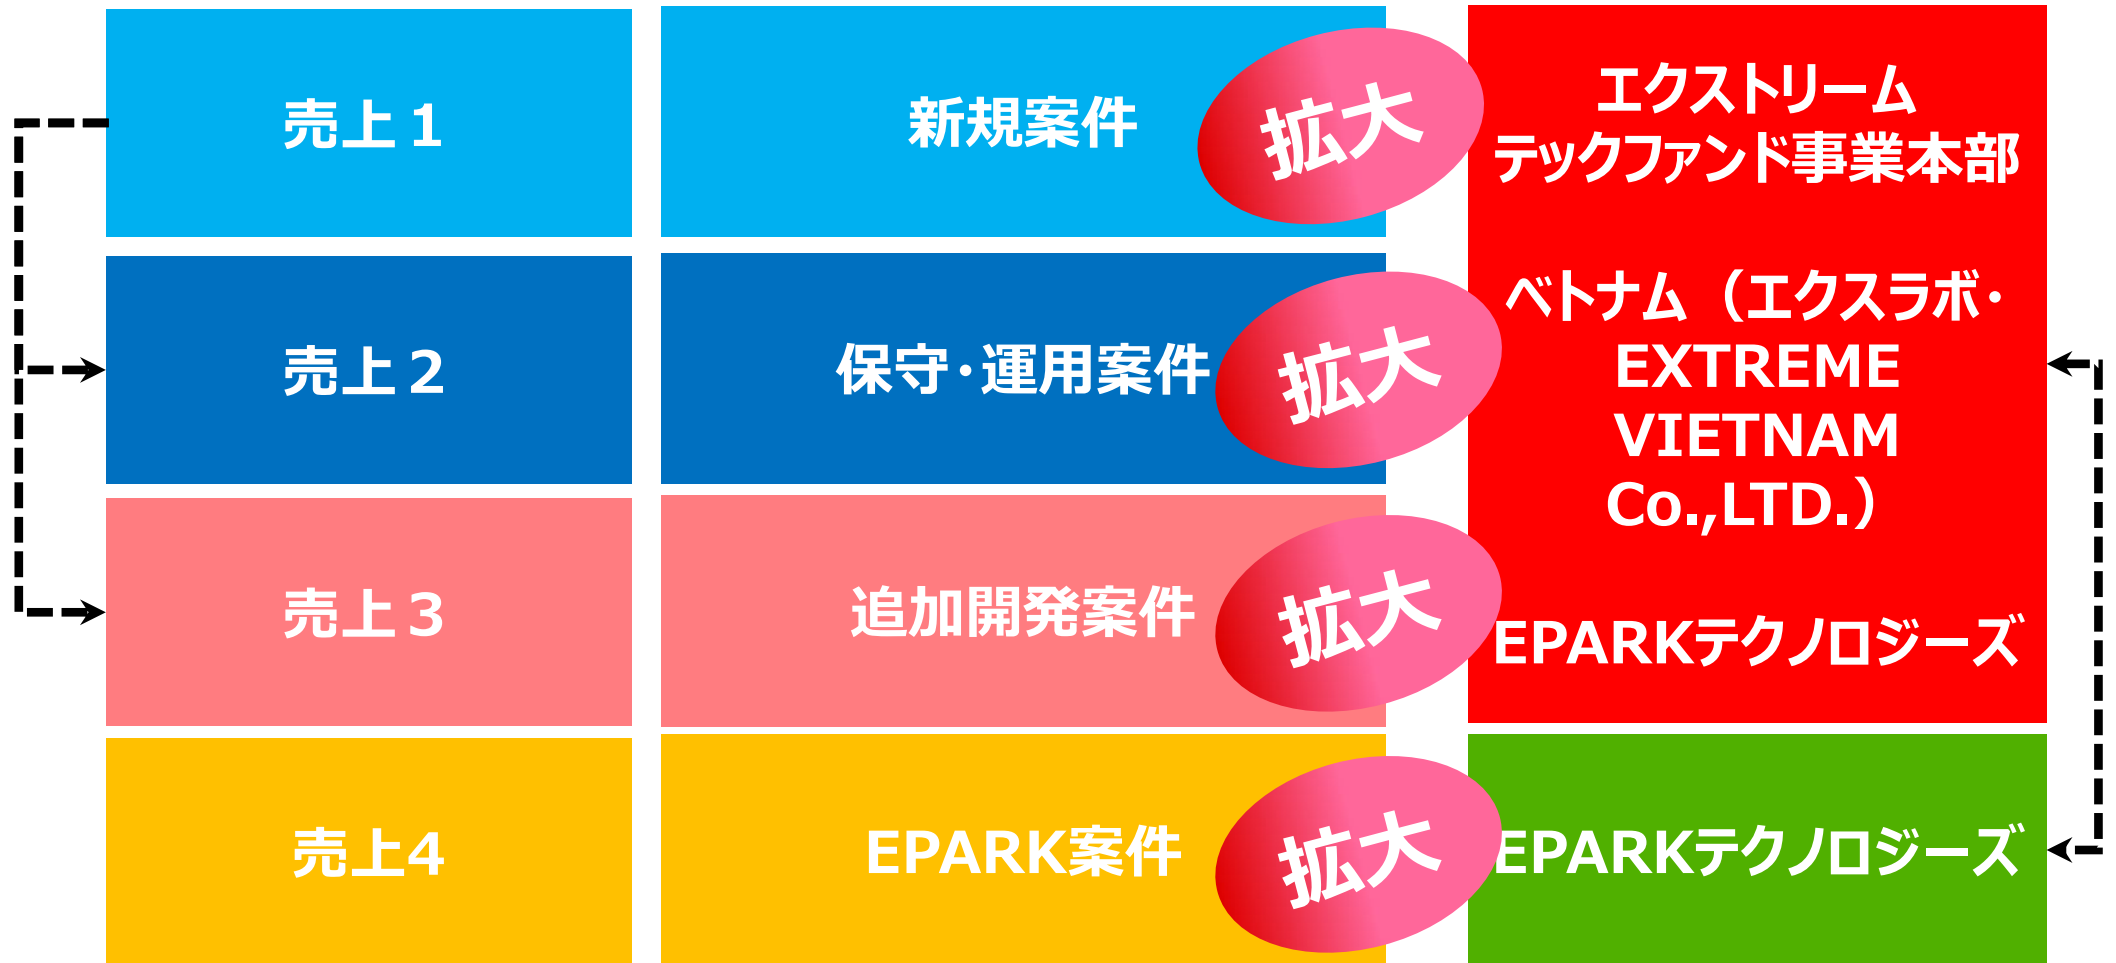 売上１
新規案件
拡大
エクストリーム
テックファンド事業本部
ベトナム（エクスラボ・
EXTREME
VIETNAM
Co.,LTD.）
EPARKテクノロジーズ
売上２
保守・運用案件
拡大
売上３
追加開発案件
拡大
売上4
EPARK案件
拡大
EPARKテクノロジーズ